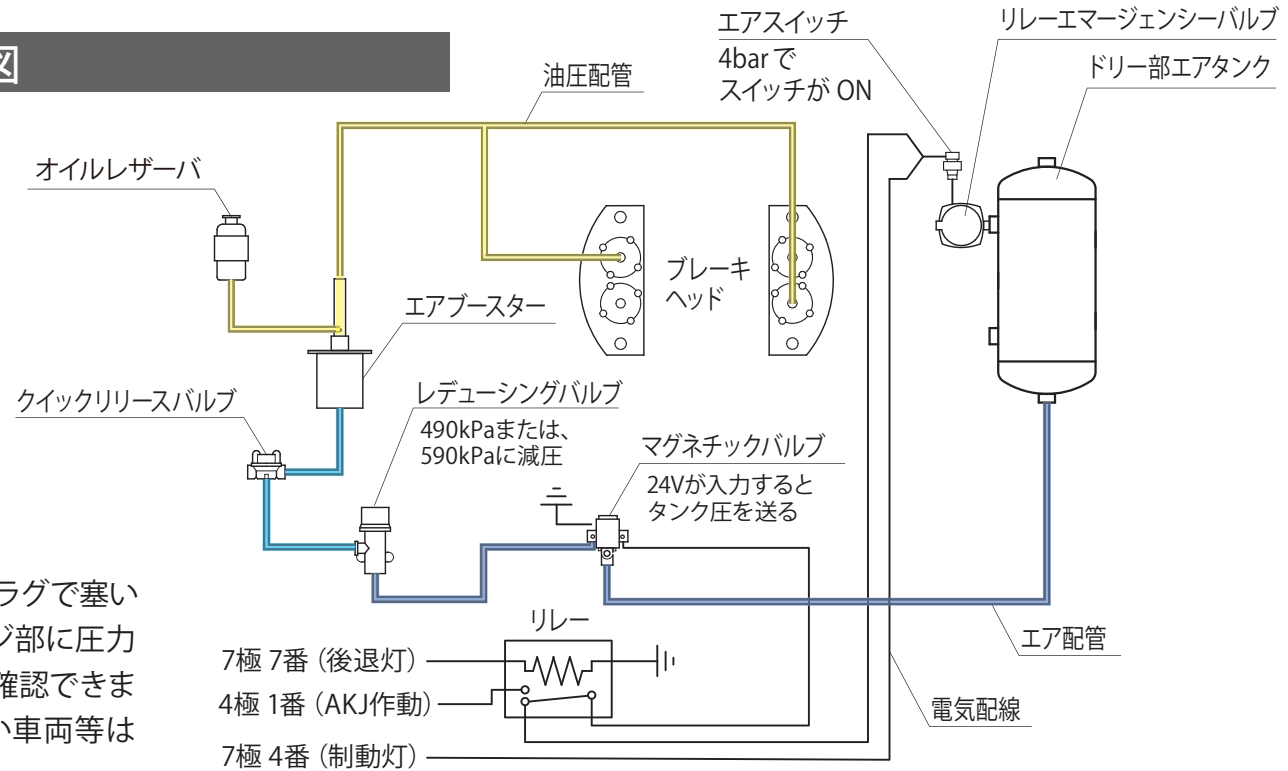 図
エアスイッチ
4barで
スイッチが ON
リレーエマージェンシーバルブ
ドリー部エアタンク
油圧配管
オイルレザーバ
ブレーキ
ヘッド
エアブースター
クイックリリースバルブ
レデューシングバルブ
490kPaまたは、
590kPaに減圧
マグネチックバルブ
24Vが入力すると
タンク圧を送る
ラグで塞い
ジ部に圧力
確認できま
い車両等は
リレー
7極 7番（後退灯）
4極 1番（AKJ作動）
7極 4番（制動灯）
エア配管
電気配線